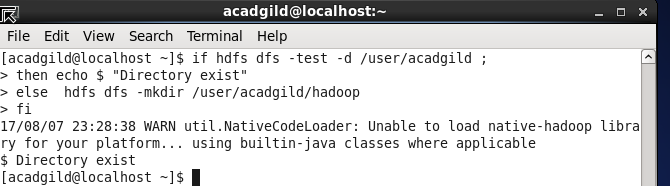 acadgild@localhost:~
File Edit View Search Terminal Help
[acadgild@localhost ~]$ if hdfs dfs -test -d /user/acadgild ;
> then echo $ "Directory exist"
> else  hdfs dfs -mkdir /user/acadgild/hadoop
> fi
17/08/07 23:28:38 WARN util.NativeCodeLoader: Unable to load native-hadoop libra
ry for your platform... using builtin-java classes where applicable
$ Directory exist
[acadgild@localhost ~]$